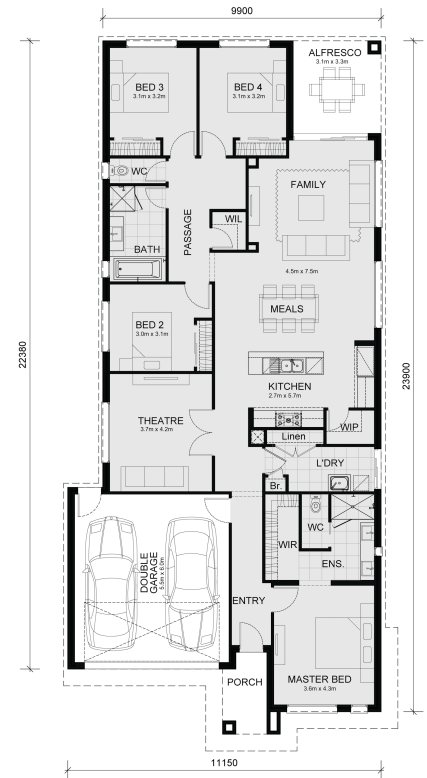 9900
ALFRESCO
3.1m x 3.3m
BED 3
3.1m x 3.2m
BED 4
3.1m x 3.2m
WC
FAMILY
WIL
PASSAGE
BATH
4.5m x 7.5m
MEALS
BED 2
3.0m x 3.1m
22380
23900
KITCHEN
2.7m x 5.7m
THEATRE
3.7m x 4.2m
WIP
Linen
L'DRY
Br.
WC
WIR
ENS.
DOUBLE
GARAGE
5.5m x 6.0m
ENTRY
PORCH
MASTER BED
3.6m x 4.3m
11150